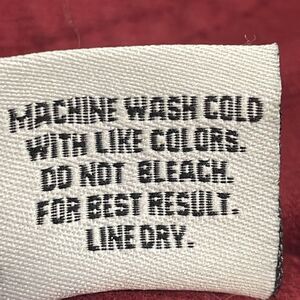 MACHINE WASH COLD
WITH LIKE COLORS.
DO NOT BLEACH.
FOR BEST RESULT.
LINE DRY.